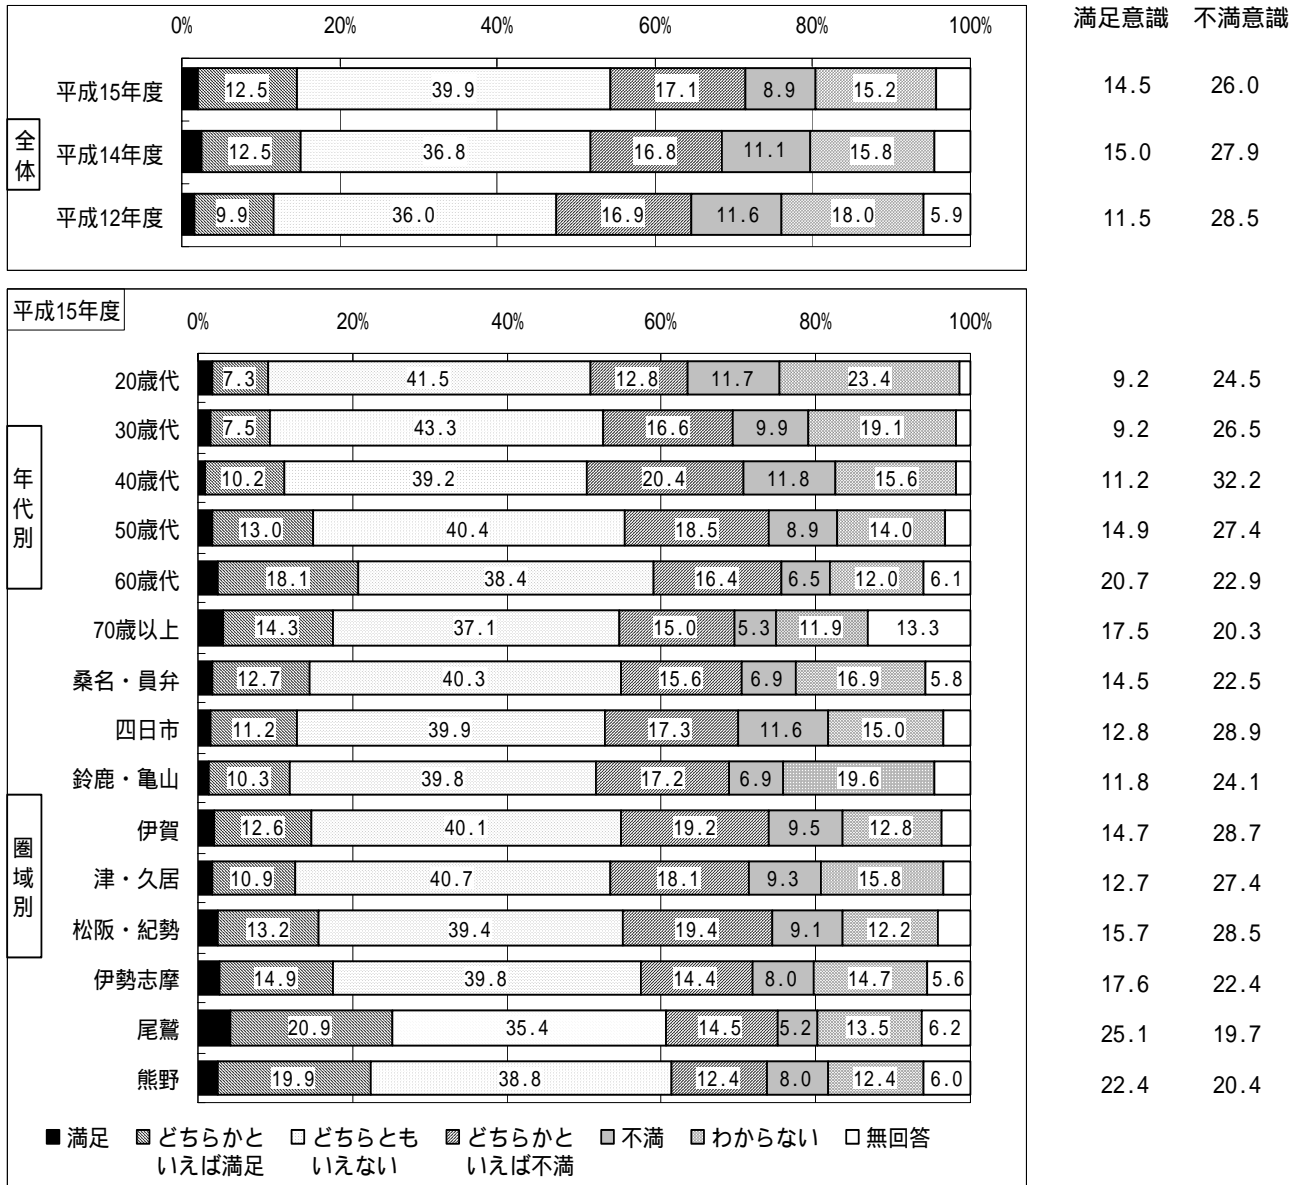 0% 20% 40% 60% 80% 100% 満足意識 不満意識
全体
平成15年度 12.5 39.9 17.1 8.9 15.2 14.5 26.0
平成14年度 12.5 36.8 16.8 11.1 15.8 15.0 27.9
平成12年度 9.9 36.0 16.9 11.6 18.0 5.9 11.5 28.5
平成15年度
0% 20% 40% 60% 80% 100%
年代別
20歳代 7.3 41.5 12.8 11.7 23.4 9.2 24.5
30歳代 7.5 43.3 16.6 9.9 19.1 9.2 26.5
40歳代 10.2 39.2 20.4 11.8 15.6 11.2 32.2
50歳代 13.0 40.4 18.5 8.9 14.0 14.9 27.4
60歳代 18.1 38.4 16.4 6.5 12.0 6.1 20.7 22.9
70歳以上 14.3 37.1 15.0 5.3 11.9 13.3 17.5 20.3
圏域別
桑名・員弁 12.7 40.3 15.6 6.9 16.9 5.8 14.5 22.5
四日市 11.2 39.9 17.3 11.6 15.0 12.8 28.9
鈴鹿・亀山 10.3 39.8 17.2 6.9 19.6 11.8 24.1
伊賀 12.6 40.1 19.2 9.5 12.8 14.7 28.7
津・久居 10.9 40.7 18.1 9.3 15.8 12.7 27.4
松阪・紀勢 13.2 39.4 19.4 9.1 12.2 15.7 28.5
伊勢志摩 14.9 39.8 14.4 8.0 14.7 5.6 17.6 22.4
尾鷲 20.9 35.4 14.5 5.2 13.5 6.2 25.1 19.7
熊野 19.9 38.8 12.4 8.0 12.4 6.0 22.4 20.4
満足 どちらかと どちらとも どちらかと 不満 わからない 無回答
いえば満足 いえない いえば不満